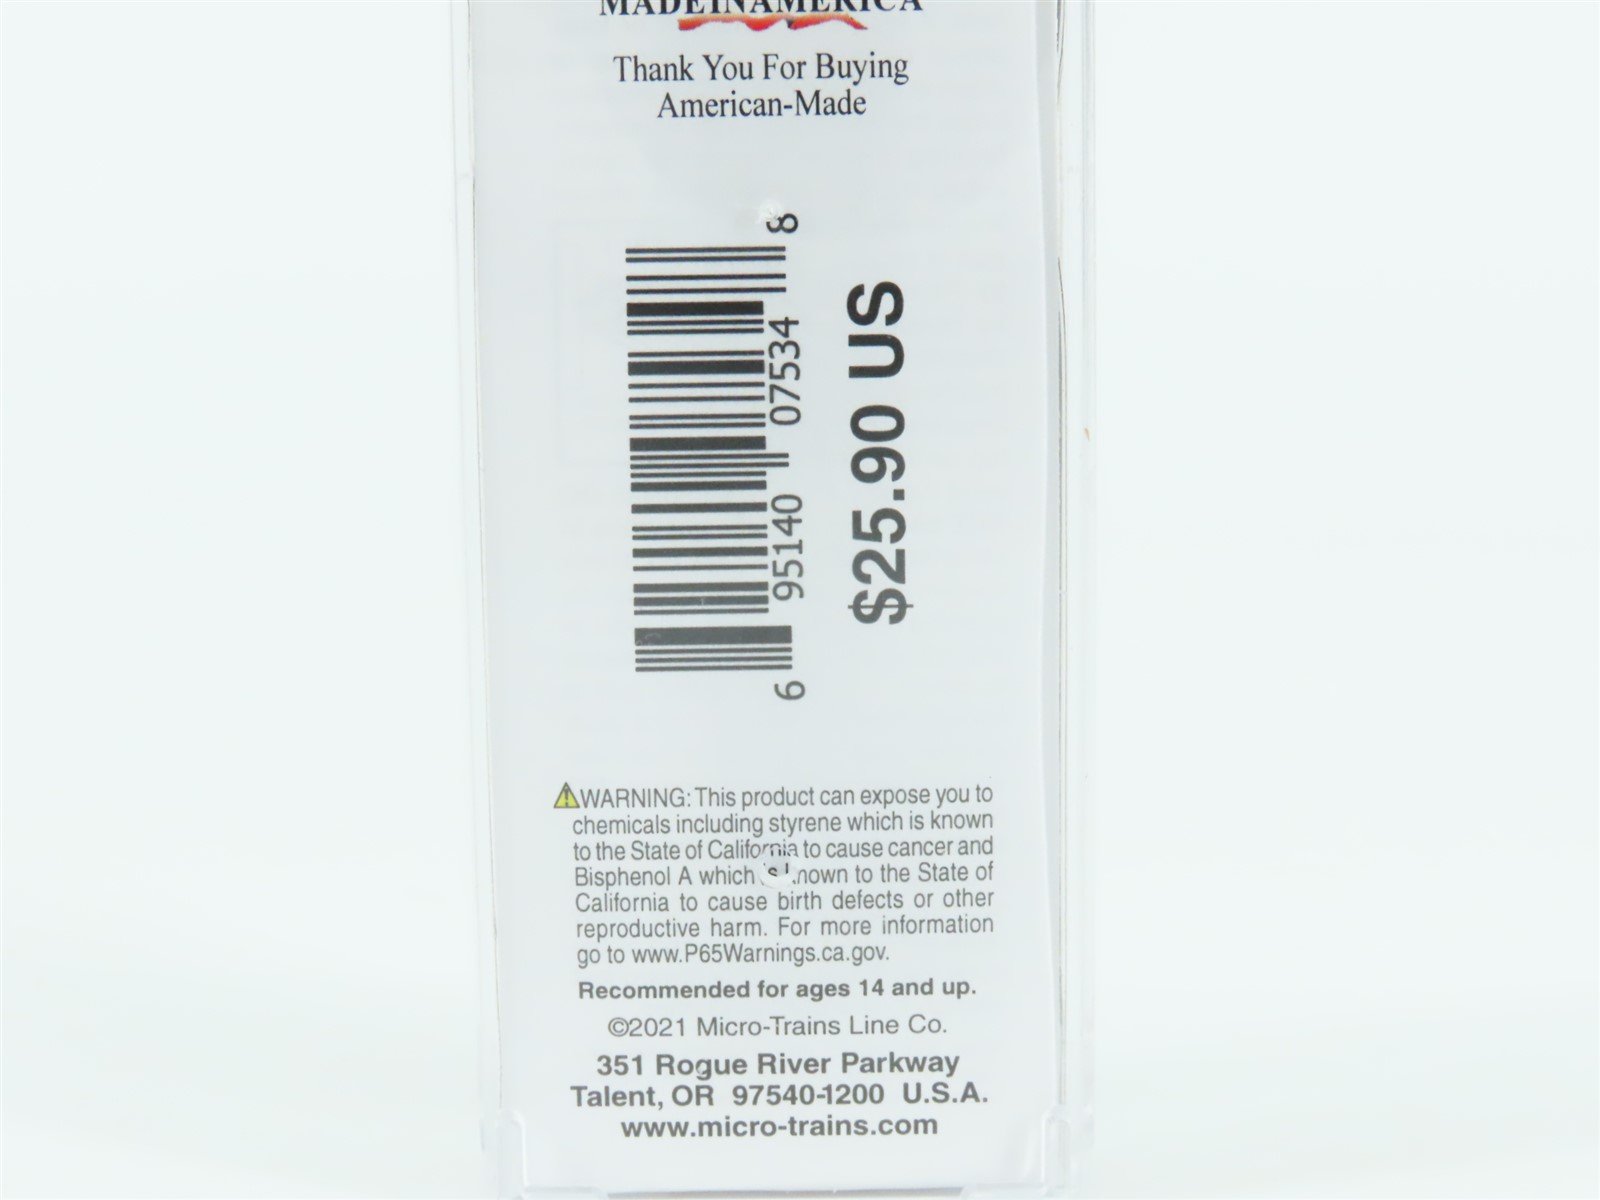 MADEINAMERICA
Thank You For Buying
American-Made
6 95140 07534 8
$25.90 US
WARNING: This product can expose you to
chemicals including styrene which is known
to the State of California to cause cancer and
Bisphenol A which is known to the State of
California to cause birth defects or other
reproductive harm. For more information
go to www.P65Warnings.ca.gov.
Recommended for ages 14 and up.
©2021 Micro-Trains Line Co.
351 Rogue River Parkway
Talent, OR 97540-1200 U.S.A.
www.micro-trains.com